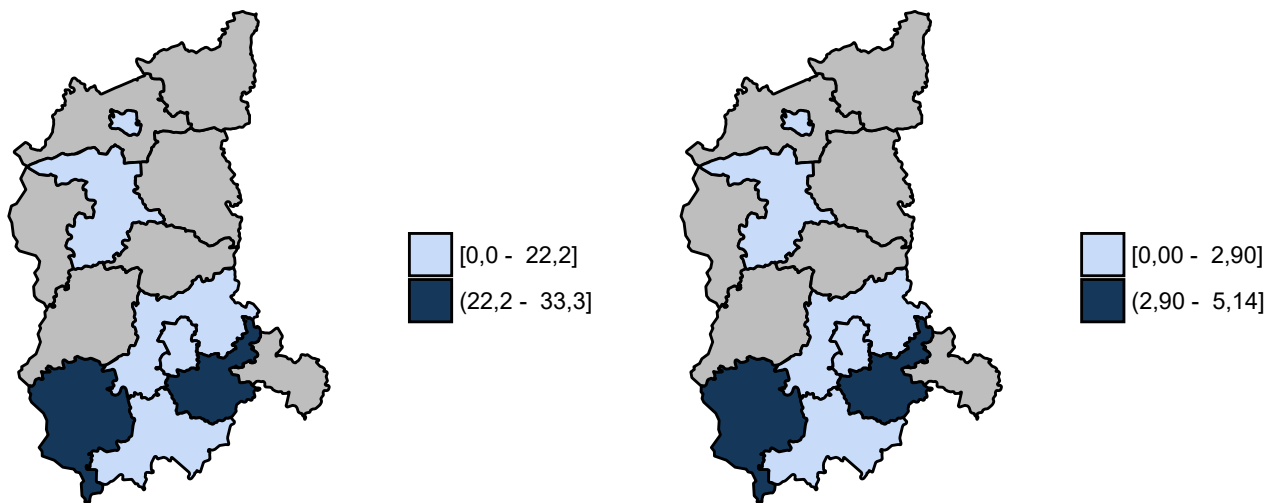 [0,0 -  22,2]
(22,2 -  33,3]
[0,00 -  2,90]
(2,90 -  5,14]